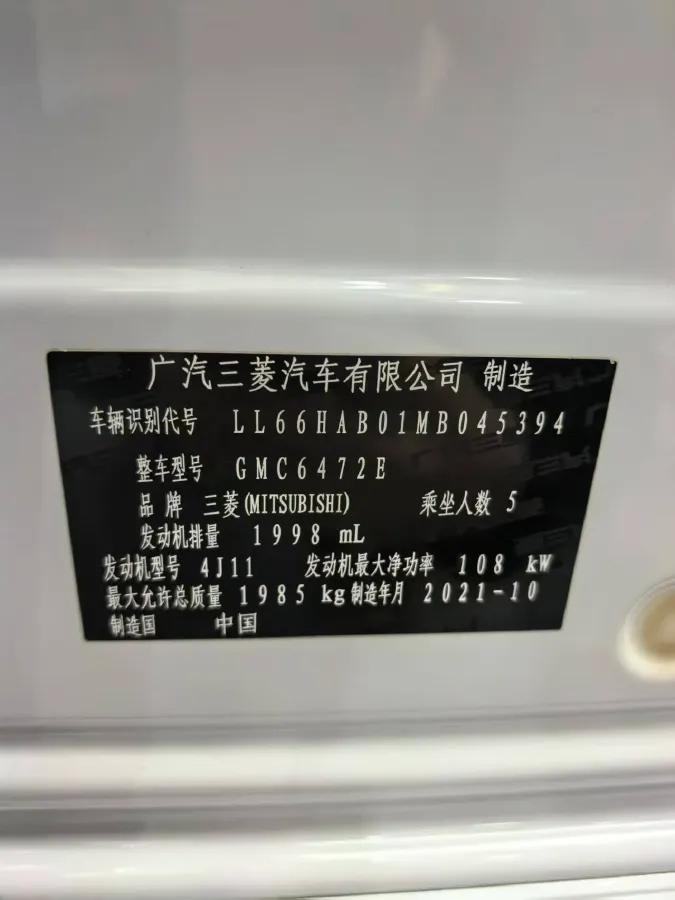 广汽三菱汽车有限公司 制造
车辆识别代号 LL66HAB01MB045394
整车型号 GMC6472E
品牌 三菱(MITSUBISHI) 乘坐人数 5
发动机排量 1998 mL
发动机型号 4J11 发动机最大净功率 108 kW
最大允许总质量 1985 kg 制造年月 2021-10
制造国 中国